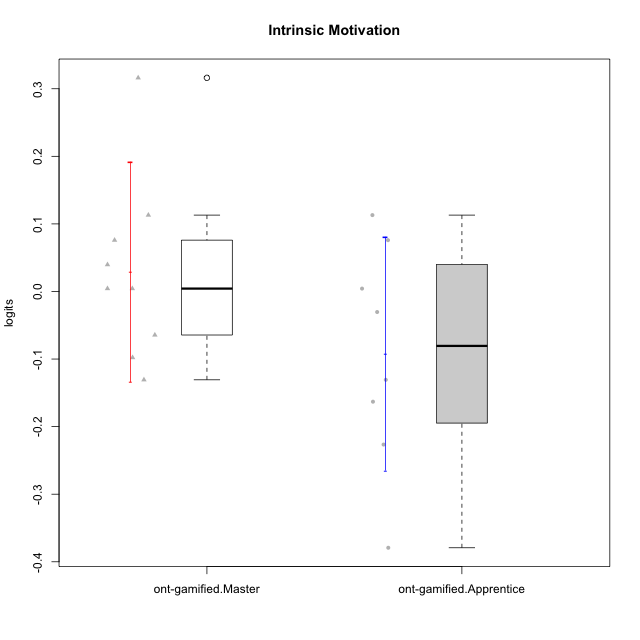 Intrinsic Motivation
logits
0.3
0.2
0.1
0.0
-0.1
-0.2
-0.3
-0.4
ont-gamified.Master ont-gamified.Apprentice